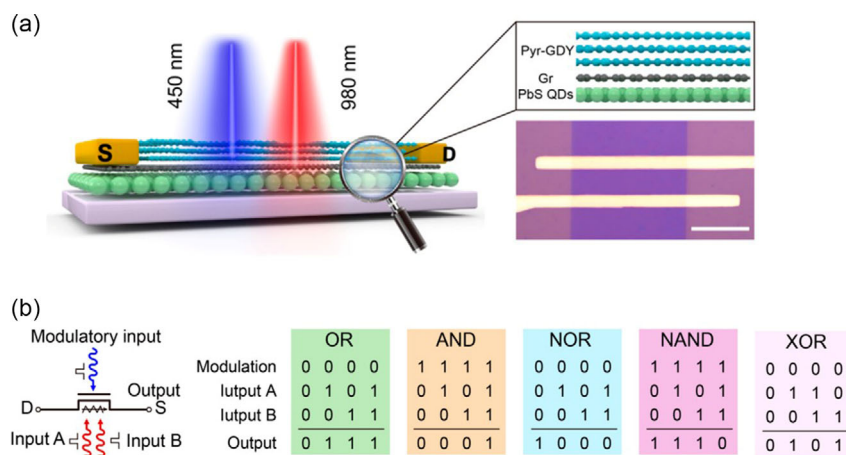 (a)
450 nm
980 nm
S
D
Pyr-GDY
Gr
PbS QDs
(b)
Modulatory input
Output
D
S
Input A
Input B
OR AND NOR NAND XOR
Modulation 0 0 0 0 1 1 1 1 0 0 0 0 1 1 1 1 0 0 0 0
Iutput A 0 1 0 1 0 1 0 1 0 1 0 1 0 1 0 1 0 1 1 0
Iutput B 0 0 1 1 0 0 1 1 0 0 1 1 0 0 1 1 0 0 1 1
Output 0 1 1 1 0 0 0 1 1 0 0 0 1 1 1 0 0 1 0 1